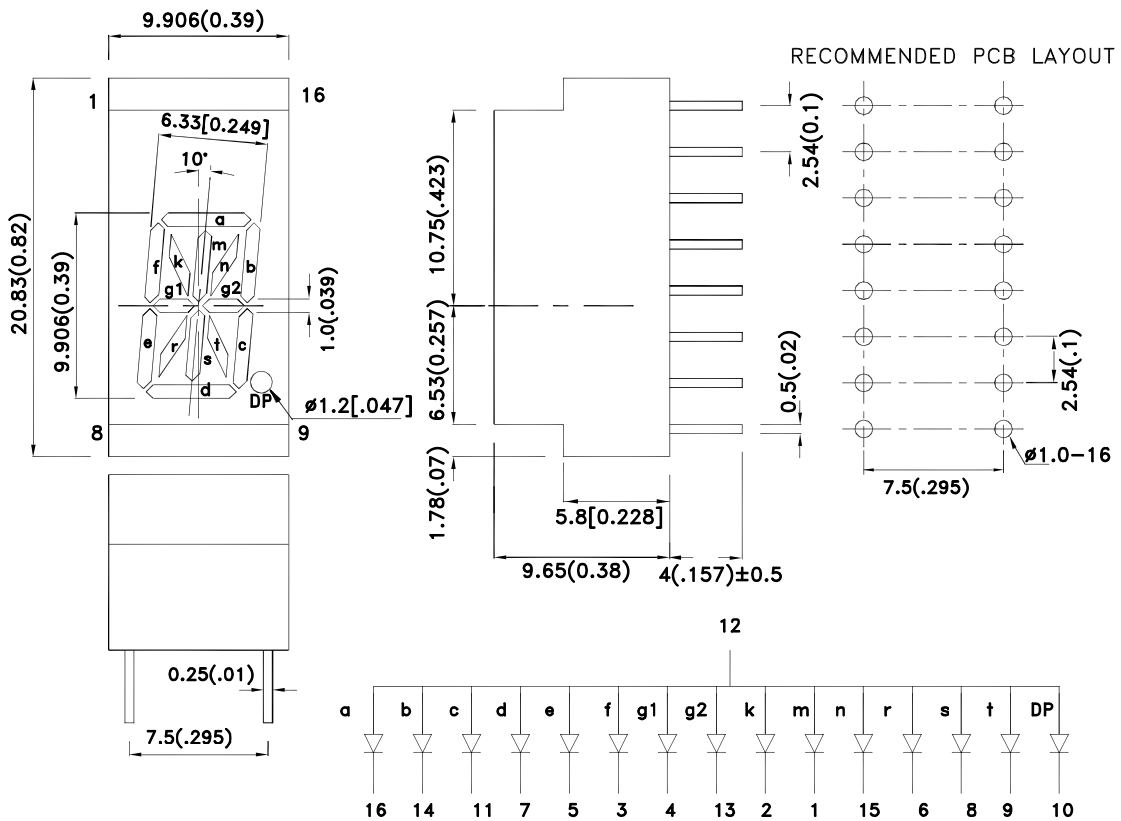 9.906(0.39)
RECOMMENDED PCB LAYOUT
1
16
6.33[0.249]
10°
20.83(0.82)
9.906(0.39)
a
m
f
k
n
b
g1
g2
1.0(.039)
e
r
s
t
c
d
DP
ø1.2[.047]
8
9
10.75(.423)
6.53(0.257)
1.78(.07)
2.54(0.1)
0.5(.02)
2.54(.1)
ø1.0-16
7.5(.295)
5.8[0.228]
9.65(0.38)
4(.157)±0.5
0.25(.01)
7.5(.295)
12
a b c d e f g1 g2 k m n r s t DP
16 14 11 7 5 3 4 13 2 1 15 6 8 9 10